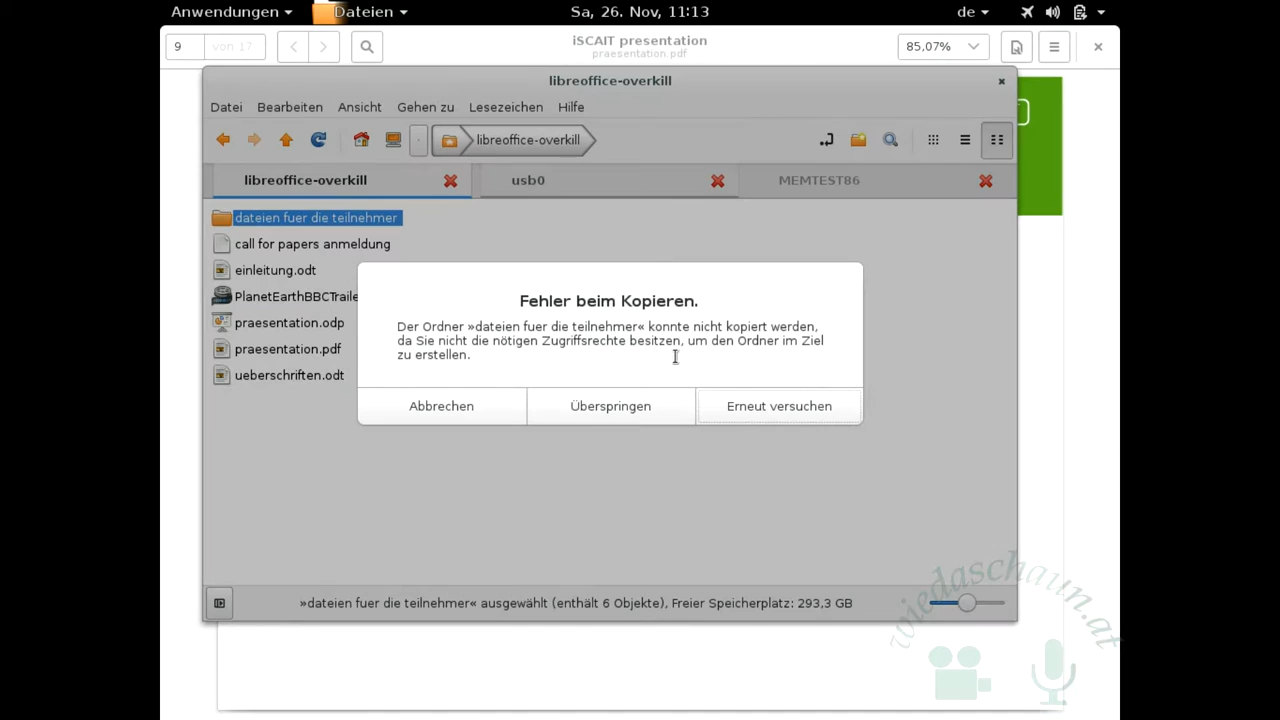 Anwendungen
Dateien
Sa, 26. Nov, 11:13
de
9
von 17
iSCAIT presentation
praesentation.pdf
85,07%
libreoffice-overkill
Datei Bearbeiten Ansicht Gehen zu Lesezeichen Hilfe
libreoffice-overkill
libreoffice-overkill
usb0
MEMTEST86
dateien fuer die teilnehmer
call for papers anmeldung
einleitung.odt
PlanetEarthBBCTraile
praesentation.odp
praesentation.pdf
ueberschriften.odt
Fehler beim Kopieren.
Der Ordner »dateien fuer die teilnehmer« konnte nicht kopiert werden,
da Sie nicht die nötigen Zugriffsrechte besitzen, um den Ordner im Ziel
zu erstellen.
Abbrechen
Überspringen
Erneut versuchen
»dateien fuer die teilnehmer« ausgewählt (enthält 6 Objekte), Freier Speicherplatz: 293,3 GB
wiedaschaun.at